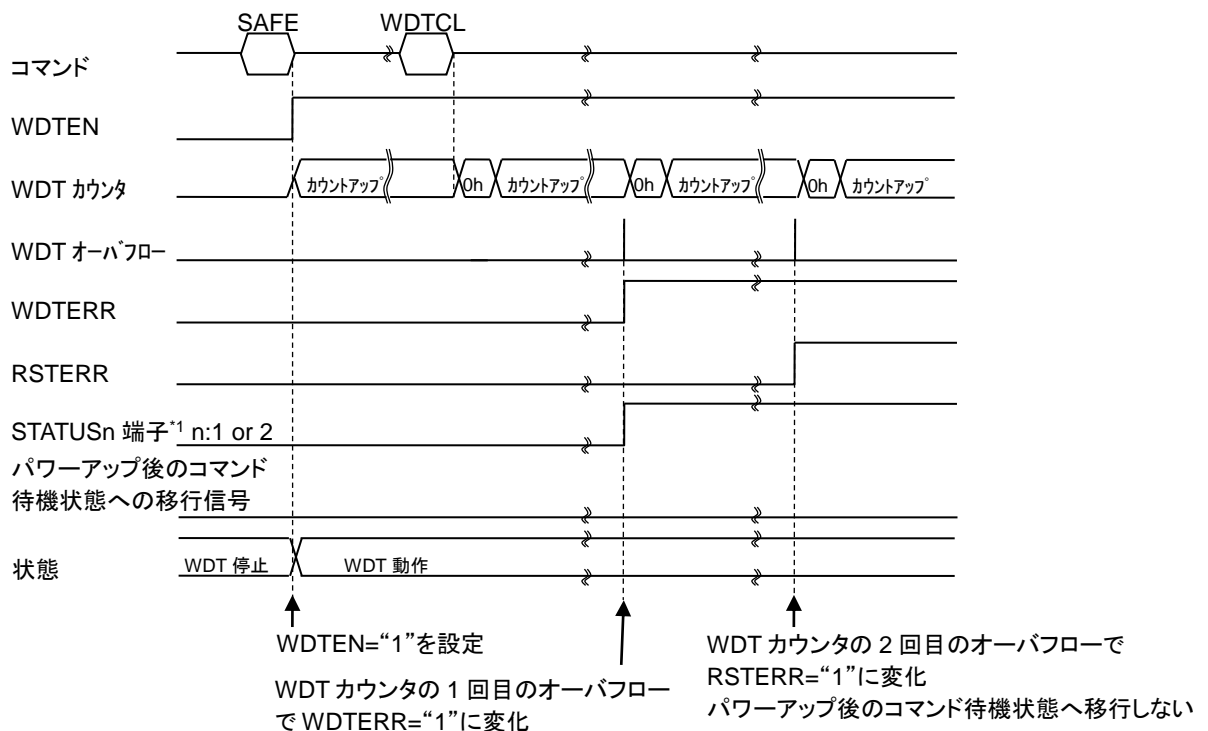 SAFE WDTCL
コマンド
WDTEN
WDT カウンタ カウントアップ 0h カウントアップ 0h カウントアップ 0h カウントアップ
WDT オーバフロー
WDTERR
RSTERR
STATUSn 端子*1 n:1 or 2
パワーアップ後のコマンド
待機状態への移行信号
状態 WDT 停止 WDT 動作
WDTEN=“1”を設定
WDT カウンタの 1 回目のオーバフロー
で WDTERR=“1”に変化
WDT カウンタの 2 回目のオーバフローで
RSTERR=“1”に変化
パワーアップ後のコマンド待機状態へ移行しない